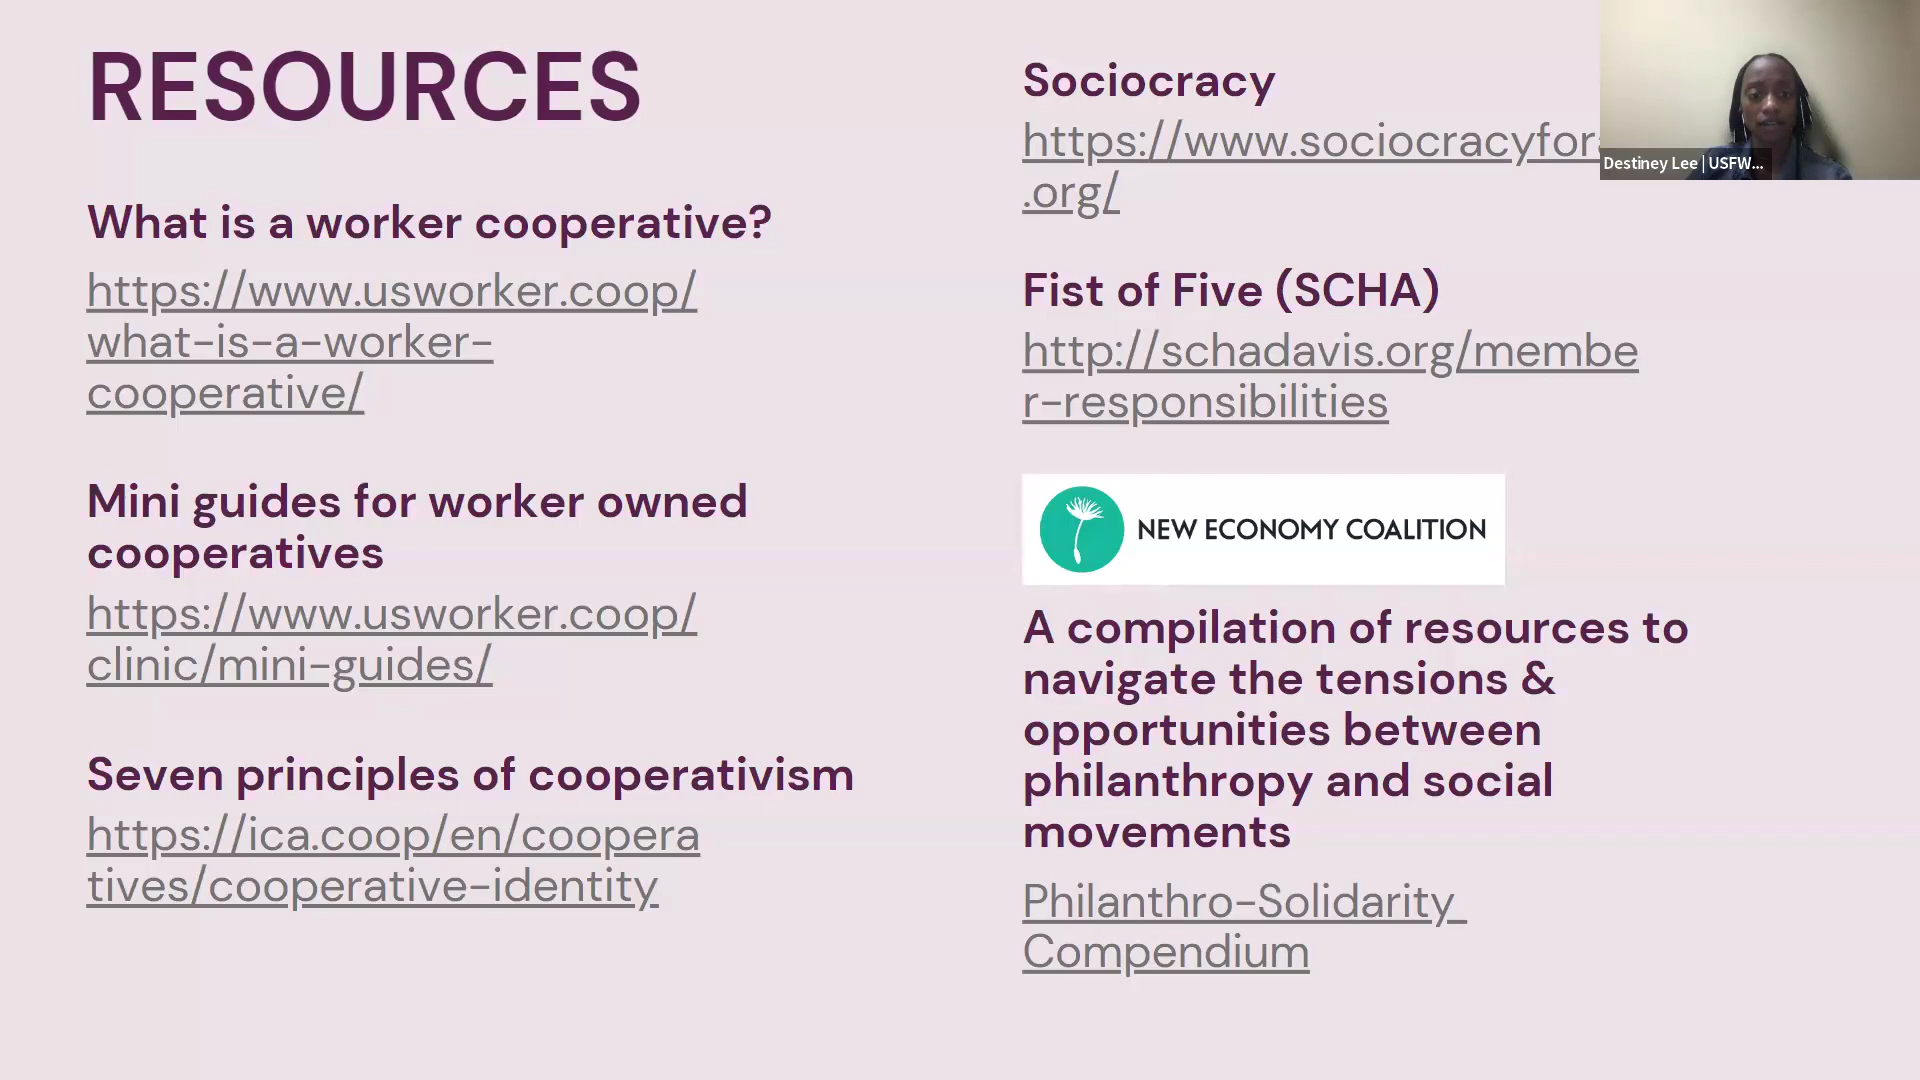 RESOURCES
What is a worker cooperative?
https://www.usworker.coop/
what-is-a-worker-
cooperative/
Mini guides for worker owned
cooperatives
https://www.usworker.coop/
clinic/mini-guides/
Seven principles of cooperativism
https://ica.coop/en/coopera
tives/cooperative-identity
Sociocracy
https://www.sociocracyfor
.org/
Fist of Five (SCHA)
http://schadavis.org/membe
r-responsibilities
NEW ECONOMY COALITION
A compilation of resources to
navigate the tensions &
opportunities between
philanthropy and social
movements
Philanthro-Solidarity
Compendium
Destiney Lee | USFW...